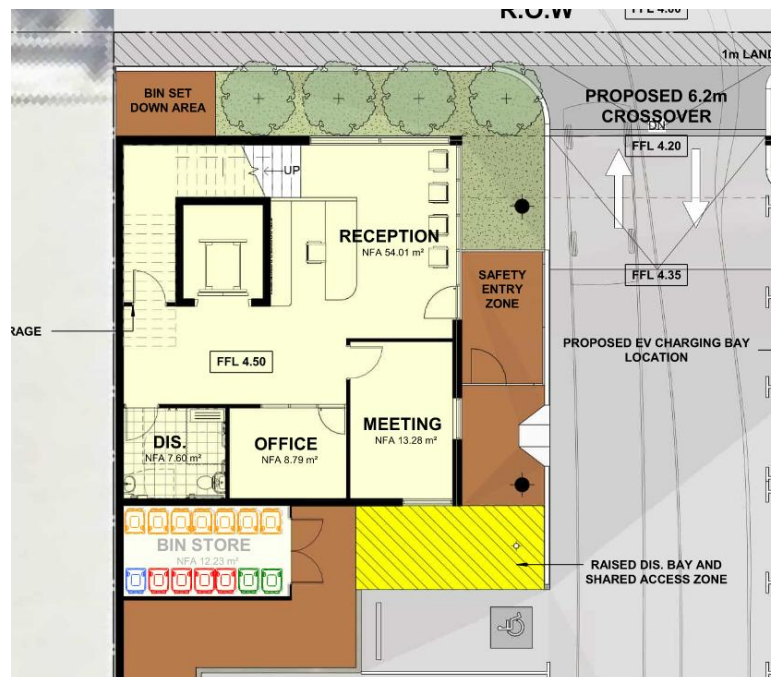 R.O.W
1m LAND
BIN SET
DOWN AREA
PROPOSED 6.2m
CROSSOVER
DN
FFL 4.20
UP
RECEPTION
NFA 54.01 m²
SAFETY
ENTRY
ZONE
FFL 4.35
RAGE
FFL 4.50
PROPOSED EV CHARGING BAY
LOCATION
DIS.
NFA 7.60 m²
OFFICE
NFA 8.79 m²
MEETING
NFA 13.28 m²
BIN STORE
NFA 12.23 m²
RAISED DIS. BAY AND
SHARED ACCESS ZONE